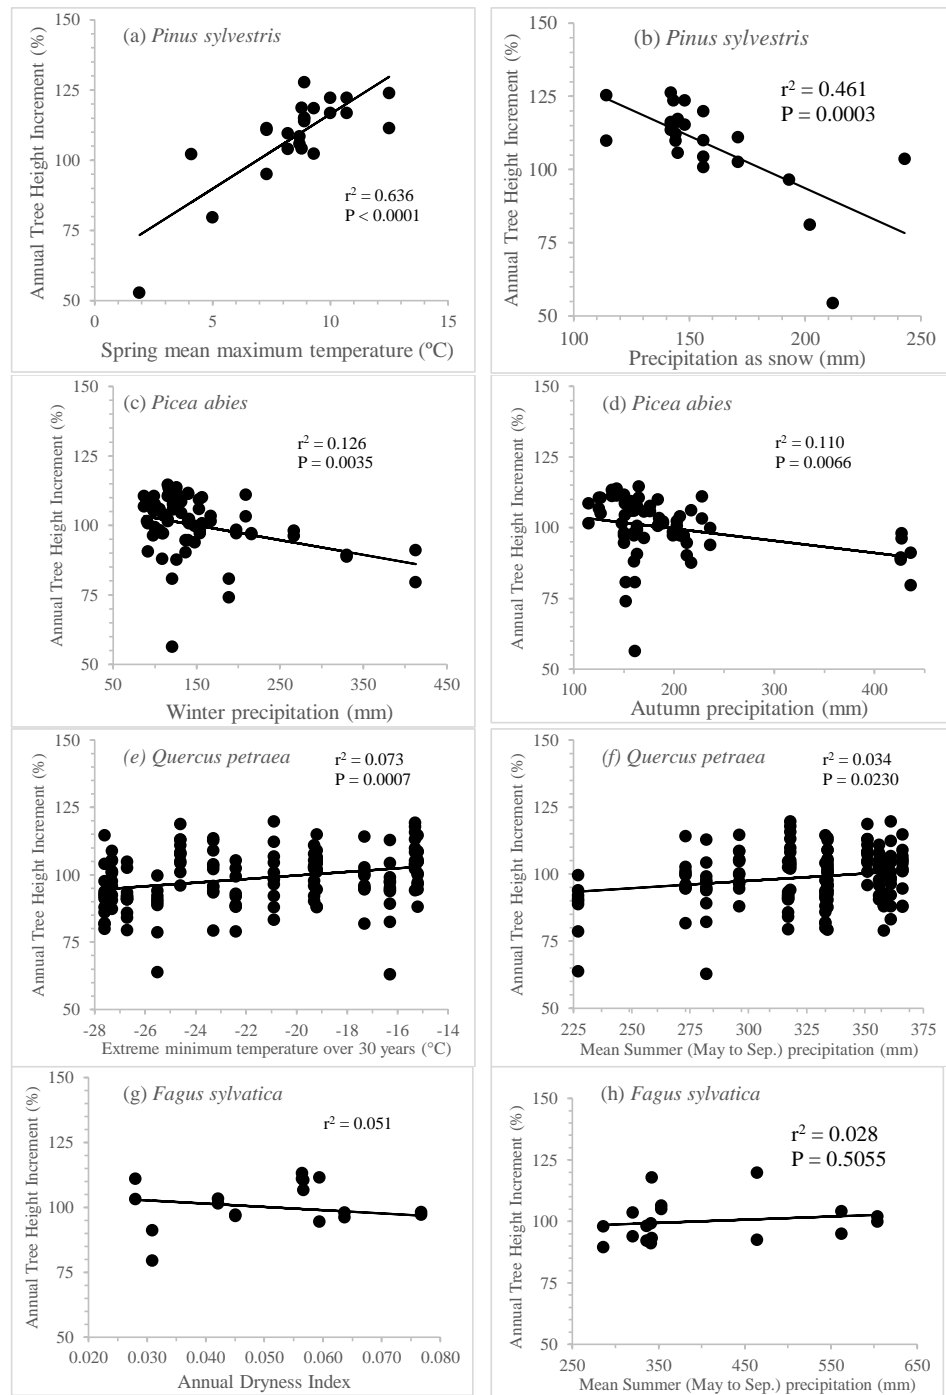 (a) Pinus sylvestris
r² = 0.636
P < 0.0001
Annual Tree Height Increment (%)
150
125
100
75
50
0 5 10 15
Spring mean maximum temperature (ºC)
(b) Pinus sylvestris
r² = 0.461
P = 0.0003
Annual Tree Height Increment (%)
150
125
100
75
50
100 150 200 250
Precipitation as snow (mm)
(c) Picea abies
r² = 0.126
P = 0.0035
Annual Tree Height Increment (%)
150
125
100
75
50
50 150 250 350 450
Winter precipitation (mm)
(d) Picea abies
r² = 0.110
P = 0.0066
Annual Tree Height Increment (%)
150
125
100
75
50
100 200 300 400
Autumn precipitation (mm)
(e) Quercus petraea
r² = 0.073
P = 0.0007
Annual Tree Height Increment (%)
150
125
100
75
50
-28 -26 -24 -22 -20 -18 -16 -14
Extreme minimum temperature over 30 years (°C)
(f) Quercus petraea
r² = 0.034
P = 0.0230
Annual Tree Height Increment (%)
150
125
100
75
50
225 250 275 300 325 350 375
Mean Summer (May to Sep.) precipitation (mm)
(g) Fagus sylvatica
r² = 0.051
Annual Tree Height Increment (%)
150
125
100
75
50
0.020 0.030 0.040 0.050 0.060 0.070 0.080
Annual Dryness Index
(h) Fagus sylvatica
r² = 0.028
P = 0.5055
Annual Tree Height Increment (%)
150
125
100
75
50
250 350 450 550 650
Mean Summer (May to Sep.) precipitation (mm)